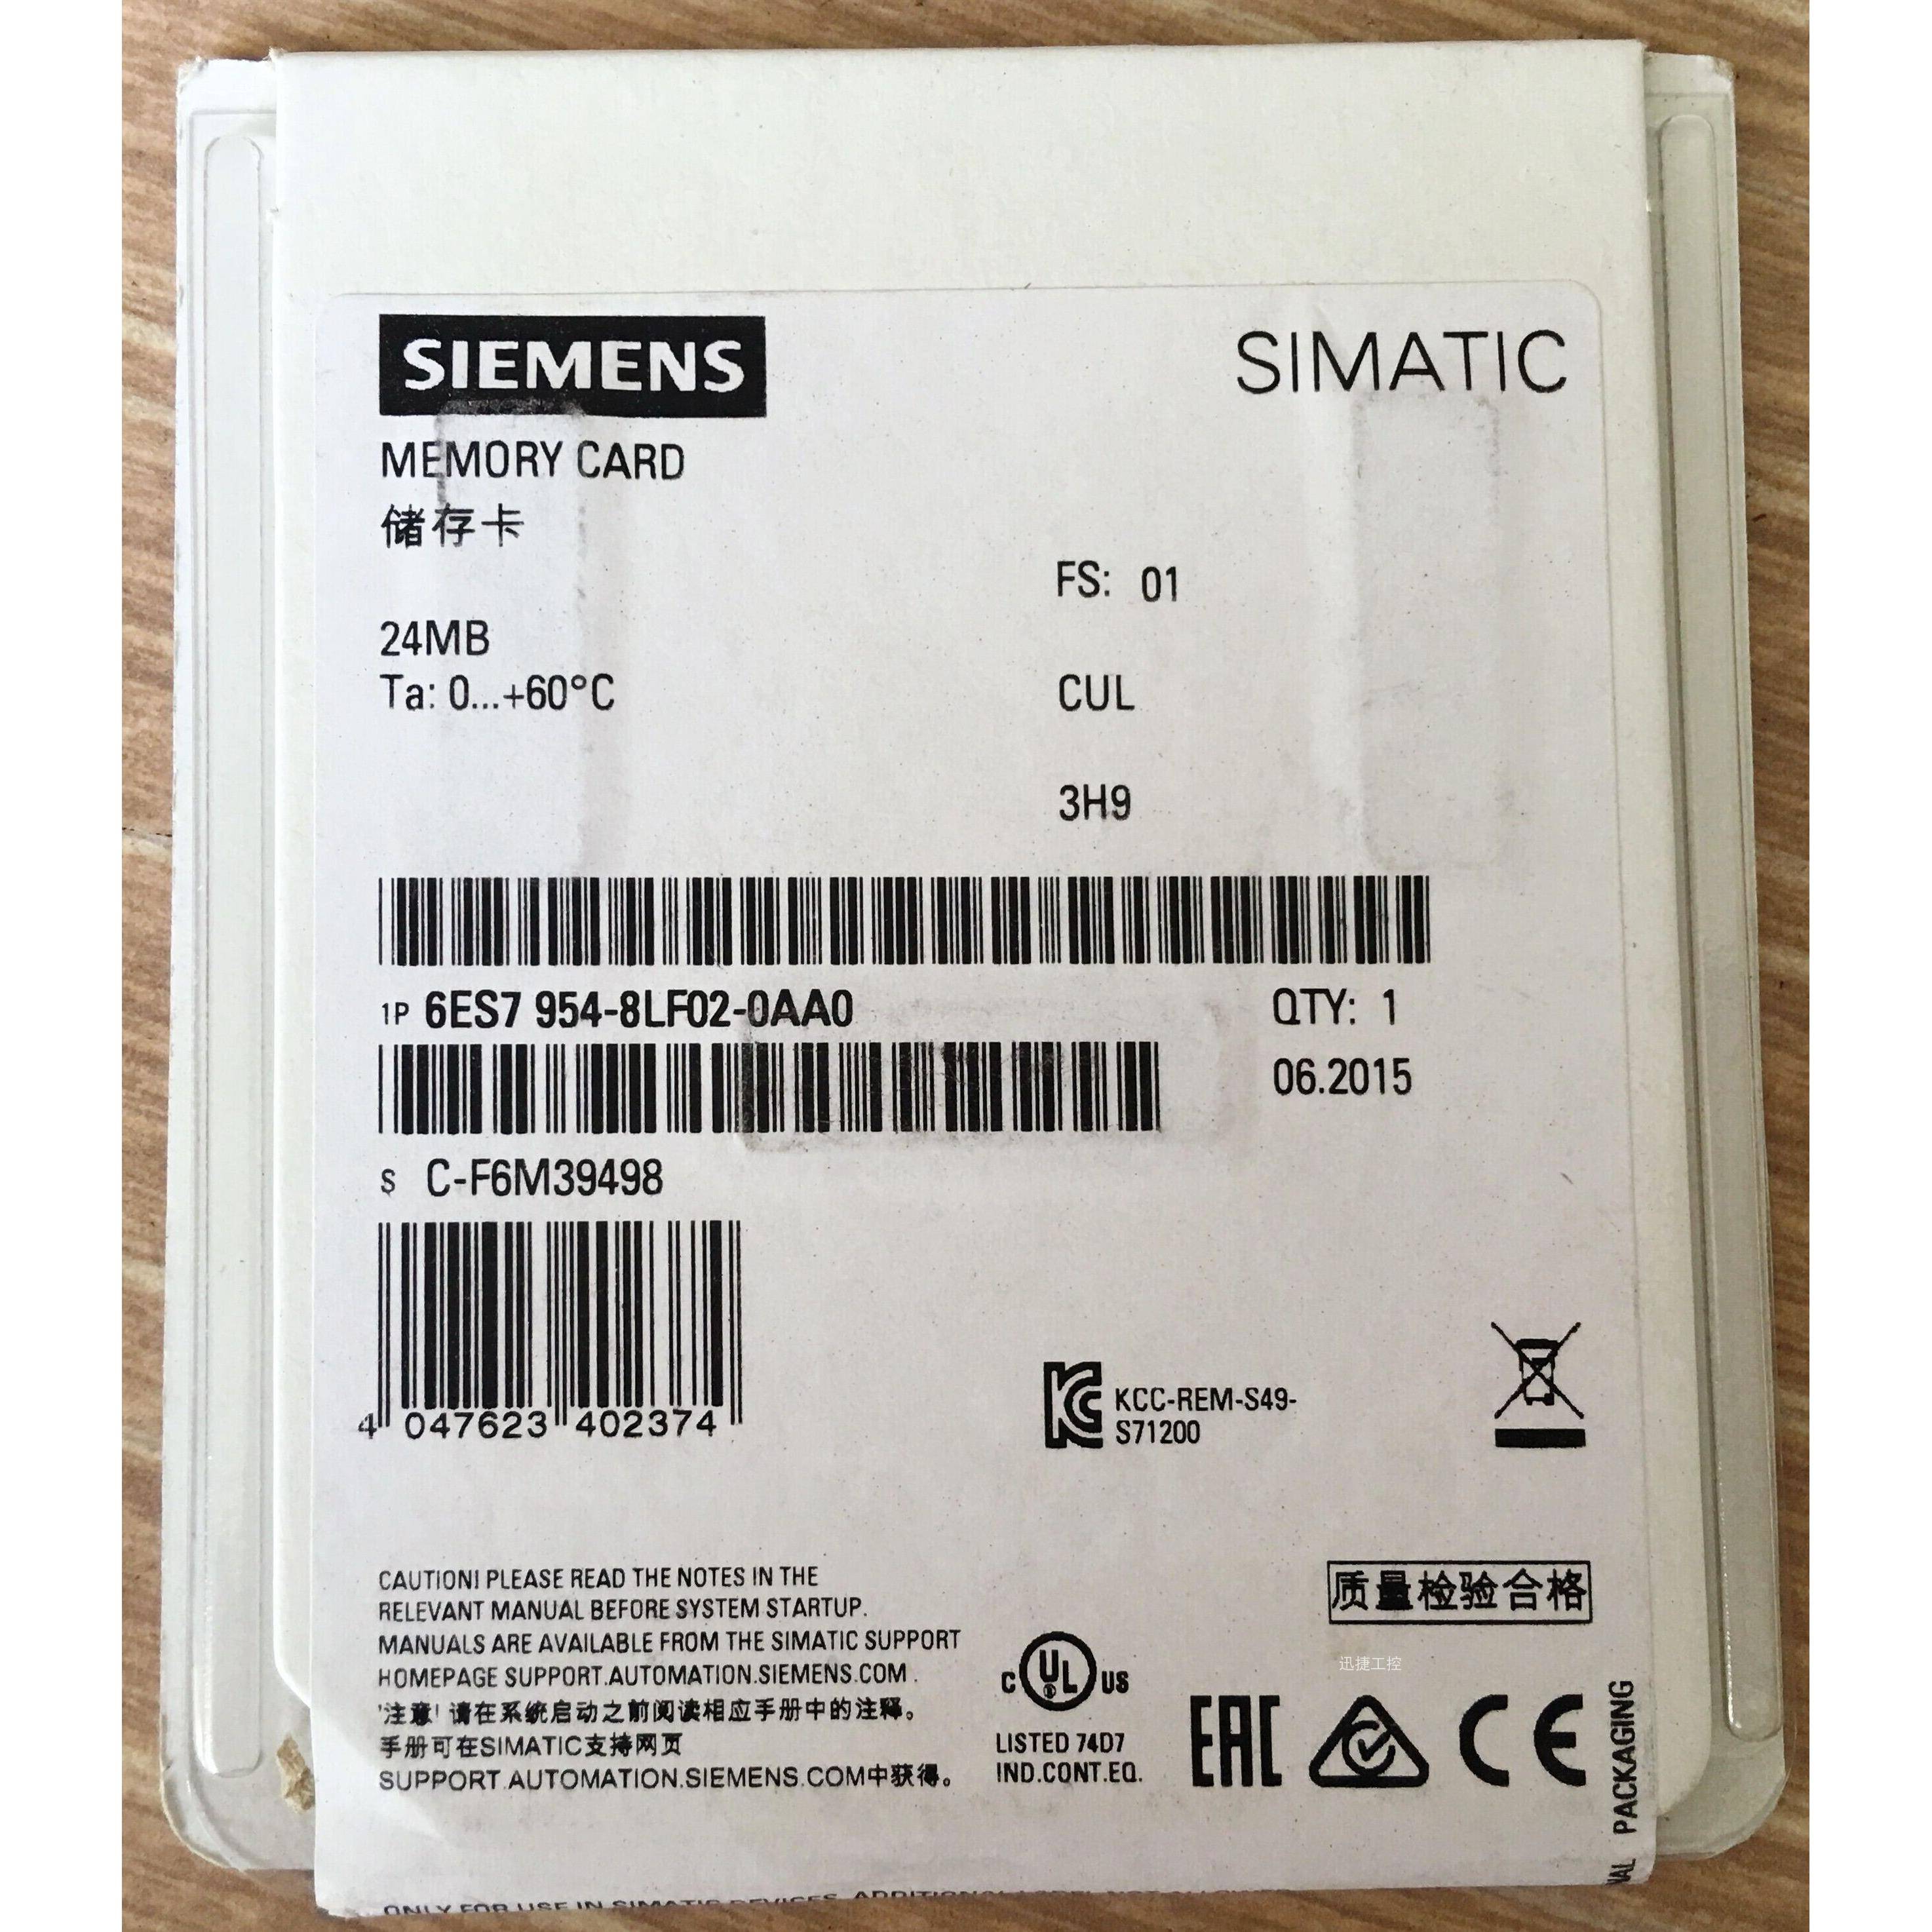 SIEMENS
SIMATIC
MEMORY CARD
储存卡
FS: 01
24MB
Ta: 0...+60°C
CUL
3H9
1P 6ES7 954-8LF02-0AA0
QTY: 1
06.2015
S C-F6M39498
4 047623 402374
KCC-REM-S49-
S71200
CAUTION! PLEASE READ THE NOTES IN THE
RELEVANT MANUAL BEFORE SYSTEM STARTUP.
MANUALS ARE AVAILABLE FROM THE SIMATIC SUPPORT
HOMEPAGE SUPPORT.AUTOMATION.SIEMENS.COM .
注意! 请在系统启动之前阅读相应手册中的注释。
手册可在SIMATIC支持网页
SUPPORT.AUTOMATION.SIEMENS.COM中获得。
质量检验合格
迅捷工控
C UL US
LISTED 74D7
IND.CONT.EQ.
EAC
CE
PACKAGING
ONLY FOR USE IN SIMATIC DEVICES.